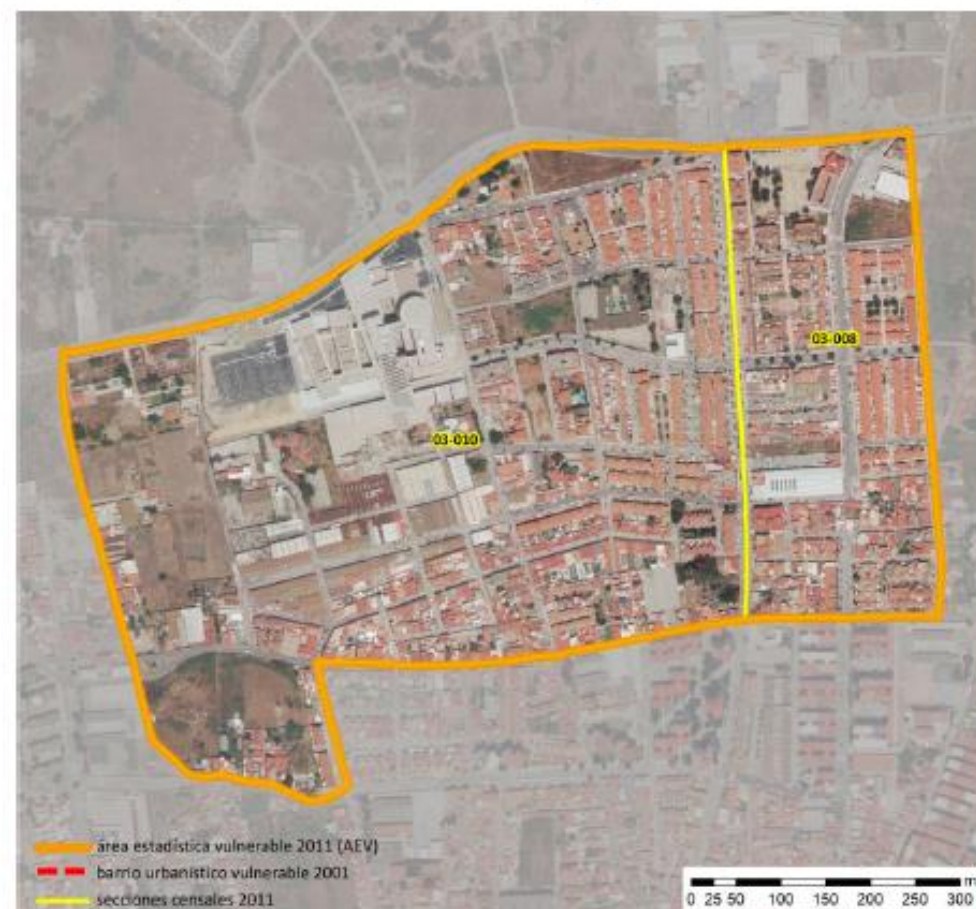 03-008
03-010
área estadística vulnerable 2011 (AEV)
barrio urbanístico vulnerable 2001
secciones censales 2011
m
0 25 50 100 150 200 250 300